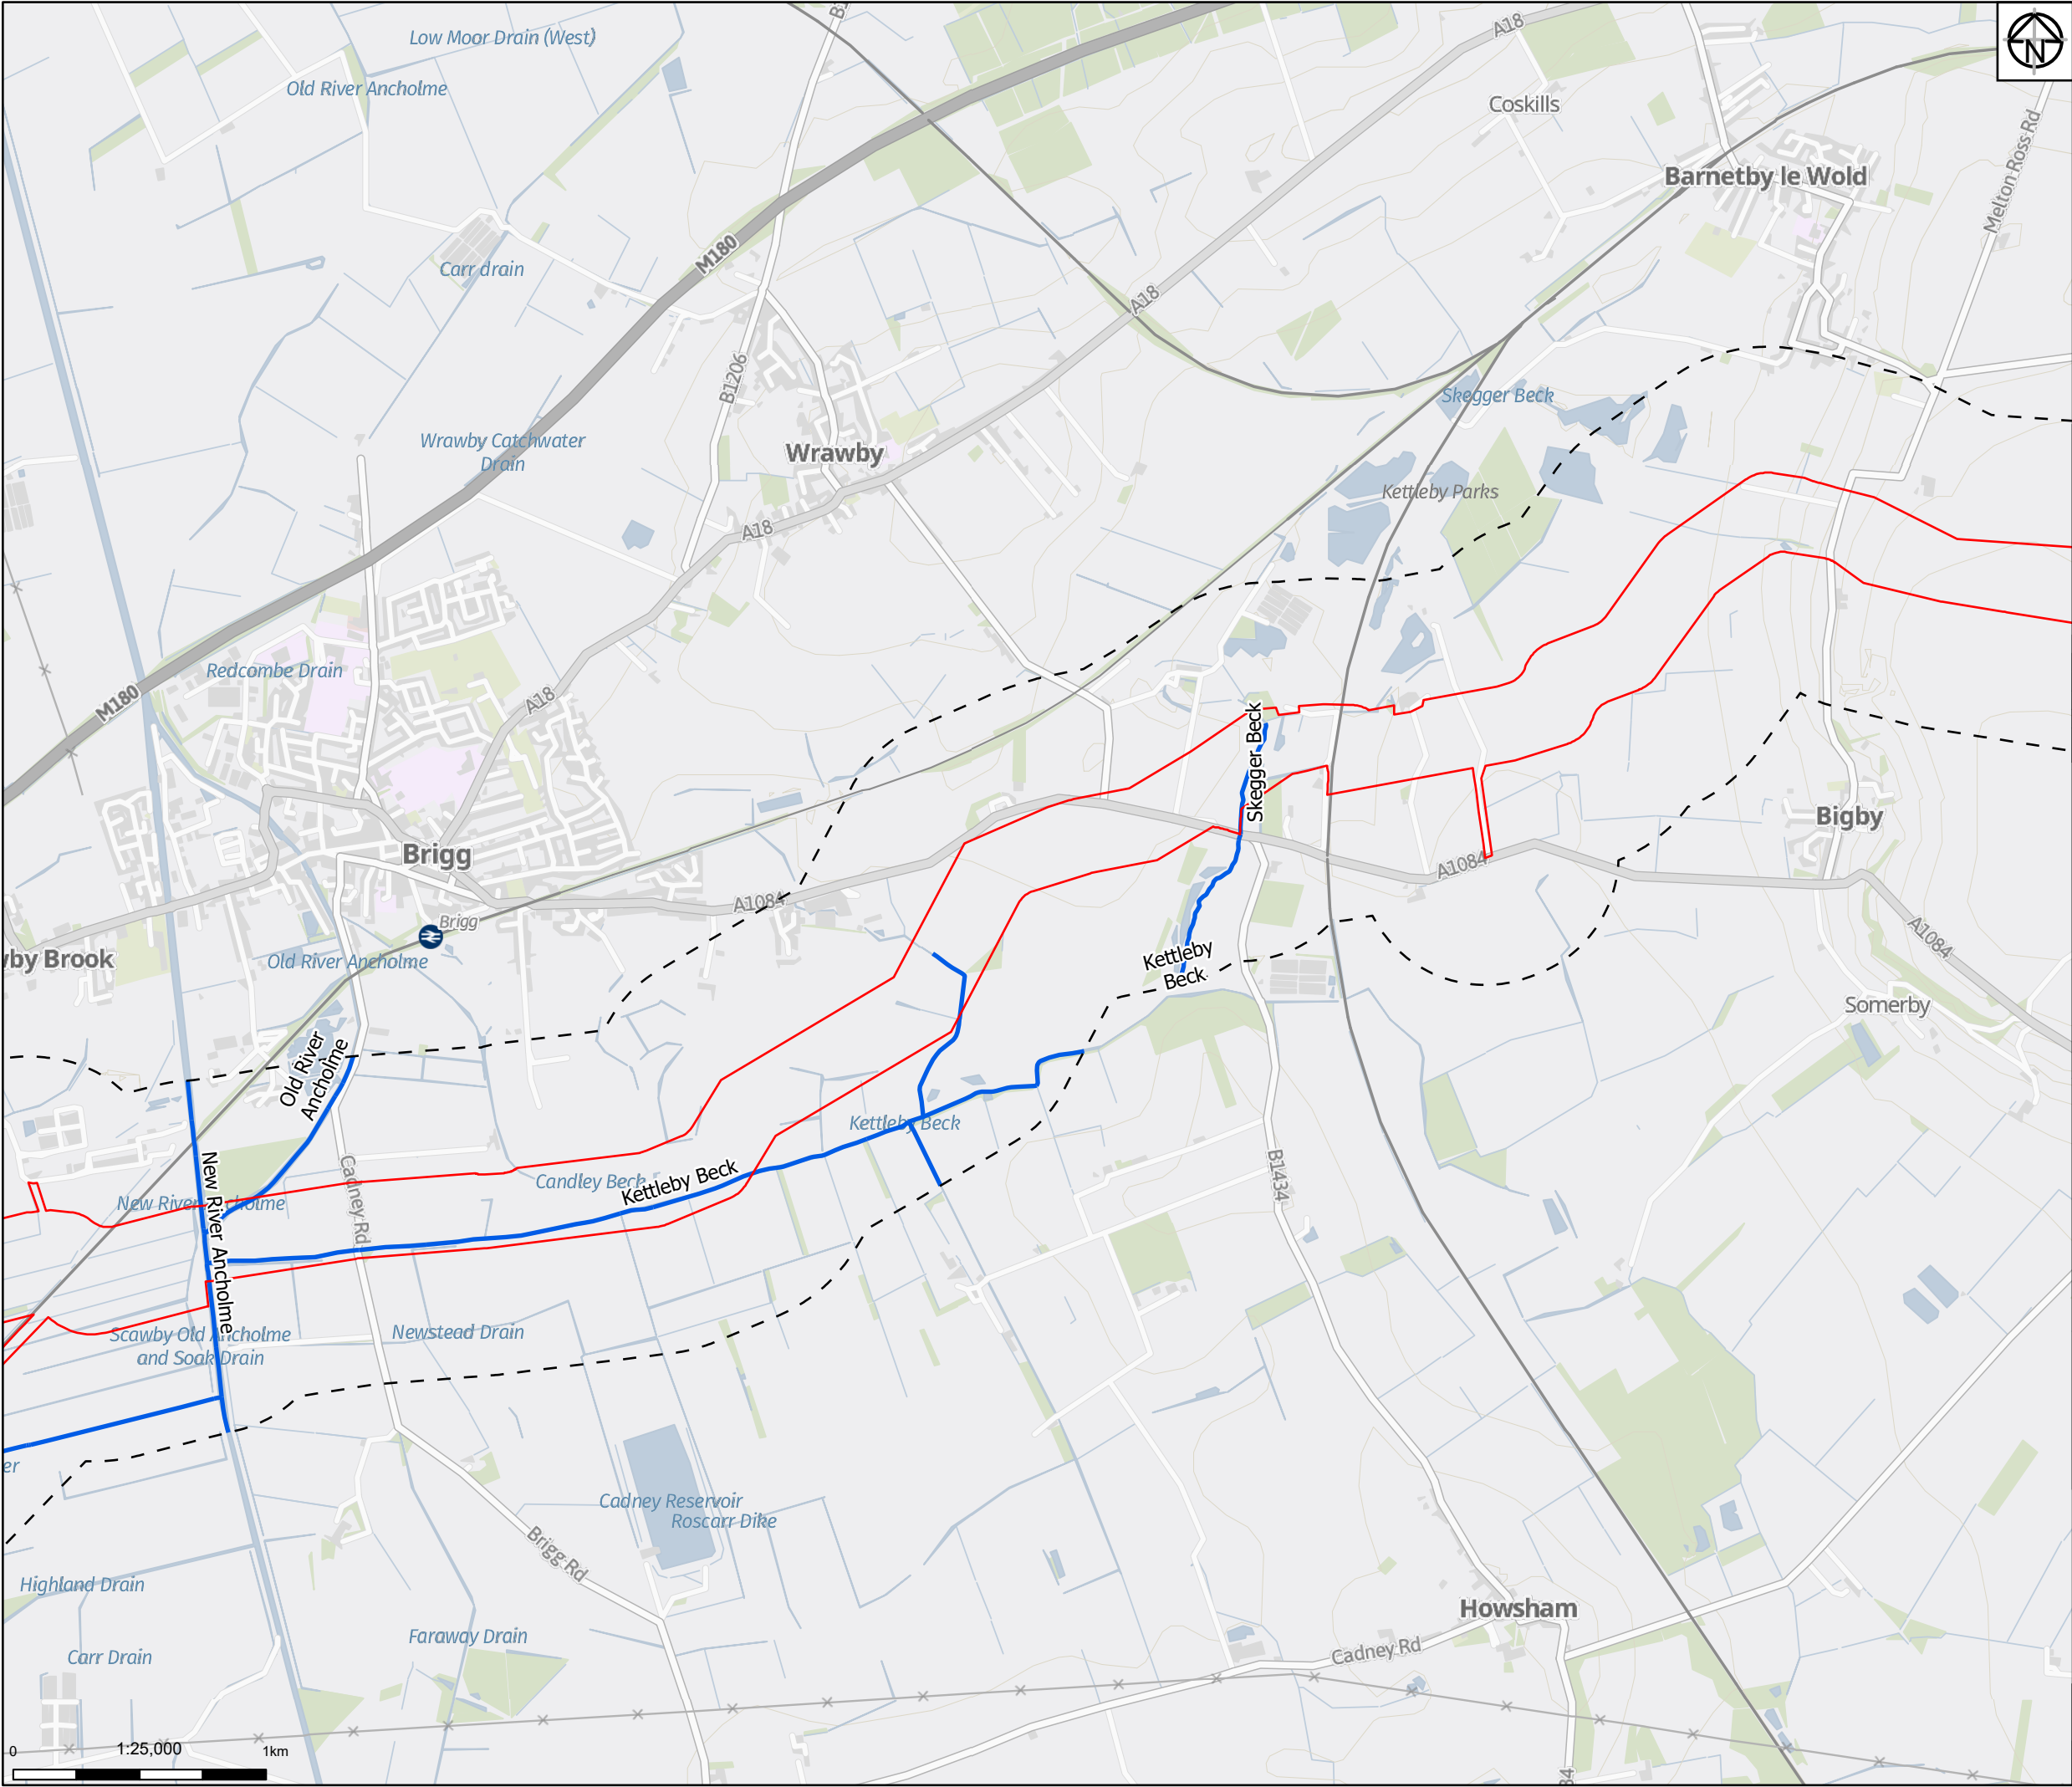 Low Moor Drain (West)
A18
N
Old River Ancholme
Coskills
Melton Ross Rd
Barnetby le Wold
M180
Carr drain
A18
B1206
Skegger Beck
Wrawby Catchwater
Drain
Wrawby
Kettleby Parks
A18
Redcombe Drain
M180
A18
Skegger Beck
Bigby
Brigg
A1084
A1084
Brigg
A1084
wby Brook
Old River Ancholme
Kettleby
Beck
Somerby
Old River
Ancholme
Kettleby Beck
New River Ancholme
Cadney Rd
Candley Beck
Kettleby Beck
B1434
New River Ancholme
Scawby Old Ancholme
and Soak Drain
Newstead Drain
er
Cadney Reservoir
Roscarr Dike
Brigg Rd
Highland Drain
Howsham
Faraway Drain
Carr Drain
Cadney Rd
0
1:25,000
1km
34